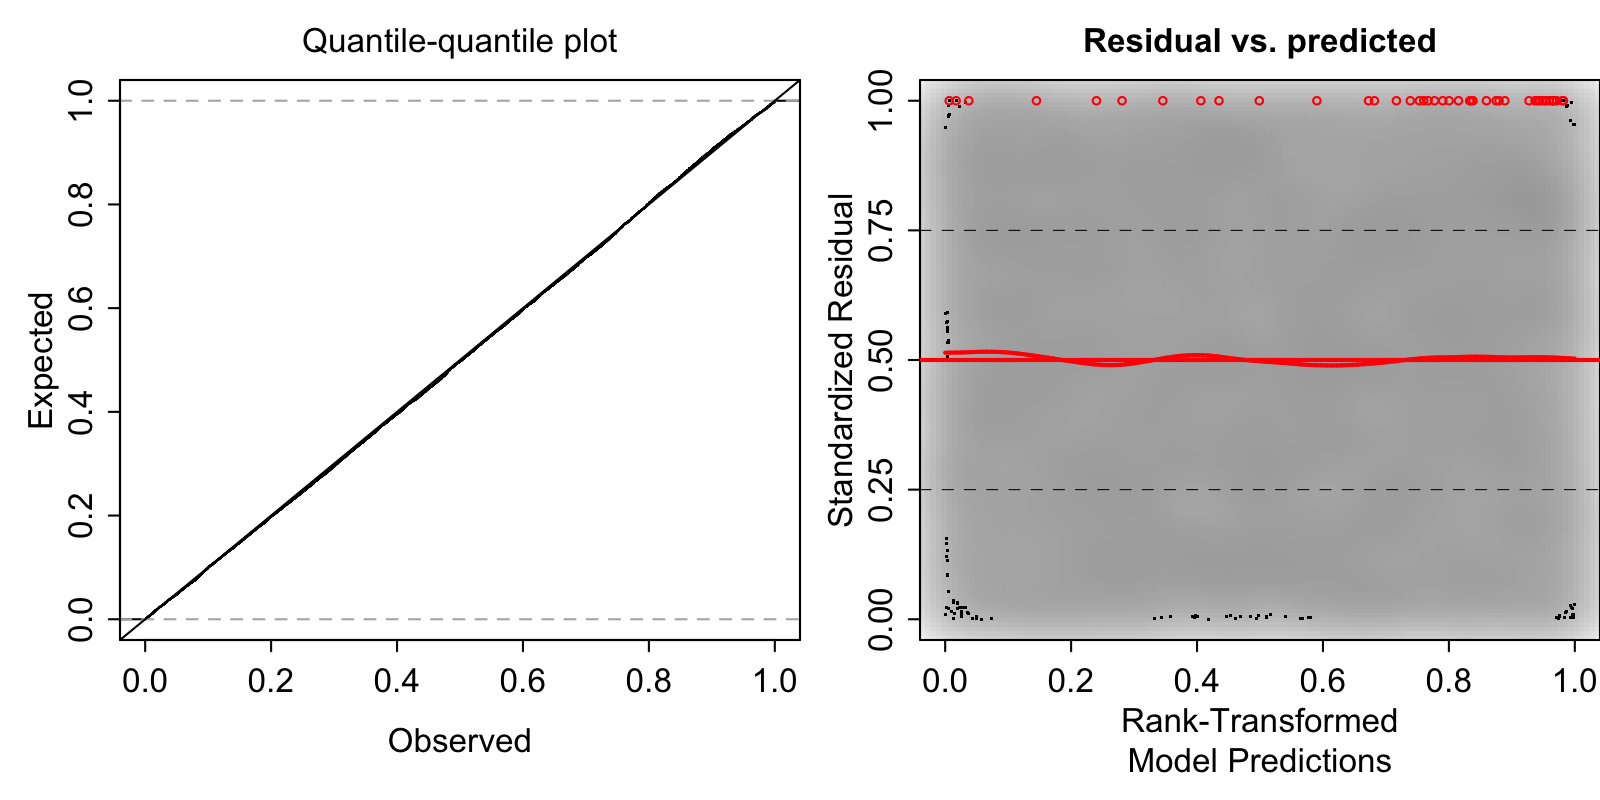 Quantile-quantile plot
Expected
0.0 0.2 0.4 0.6 0.8 1.0
0.0 0.2 0.4 0.6 0.8 1.0
Observed
Residual vs. predicted
Standardized Residual
0.00 0.25 0.50 0.75 1.00
0.0 0.2 0.4 0.6 0.8 1.0
Rank-Transformed
Model Predictions